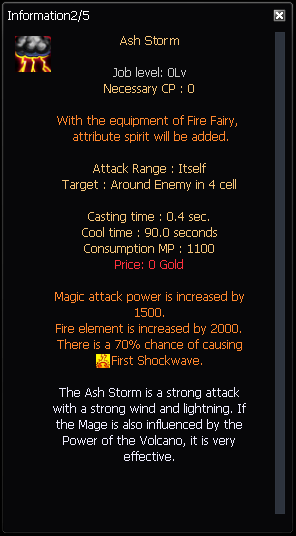 Information2/5
Ash Storm
Job level: 0Lv
Necessary CP : 0
With the equipment of Fire Fairy,
attribute spirit will be added.
Attack Range : Itself
Target : Around Enemy in 4 cell
Casting time : 0.4 sec.
Cool time : 90.0 seconds
Consumption MP : 1100
Price: 0 Gold
Magic attack power is increased by
1500.
Fire element is increased by 2000.
There is a 70% chance of causing
First Shockwave.
The Ash Storm is a strong attack
with a strong wind and lightning. If
the Mage is also influenced by the
Power of the Volcano, it is very
effective.